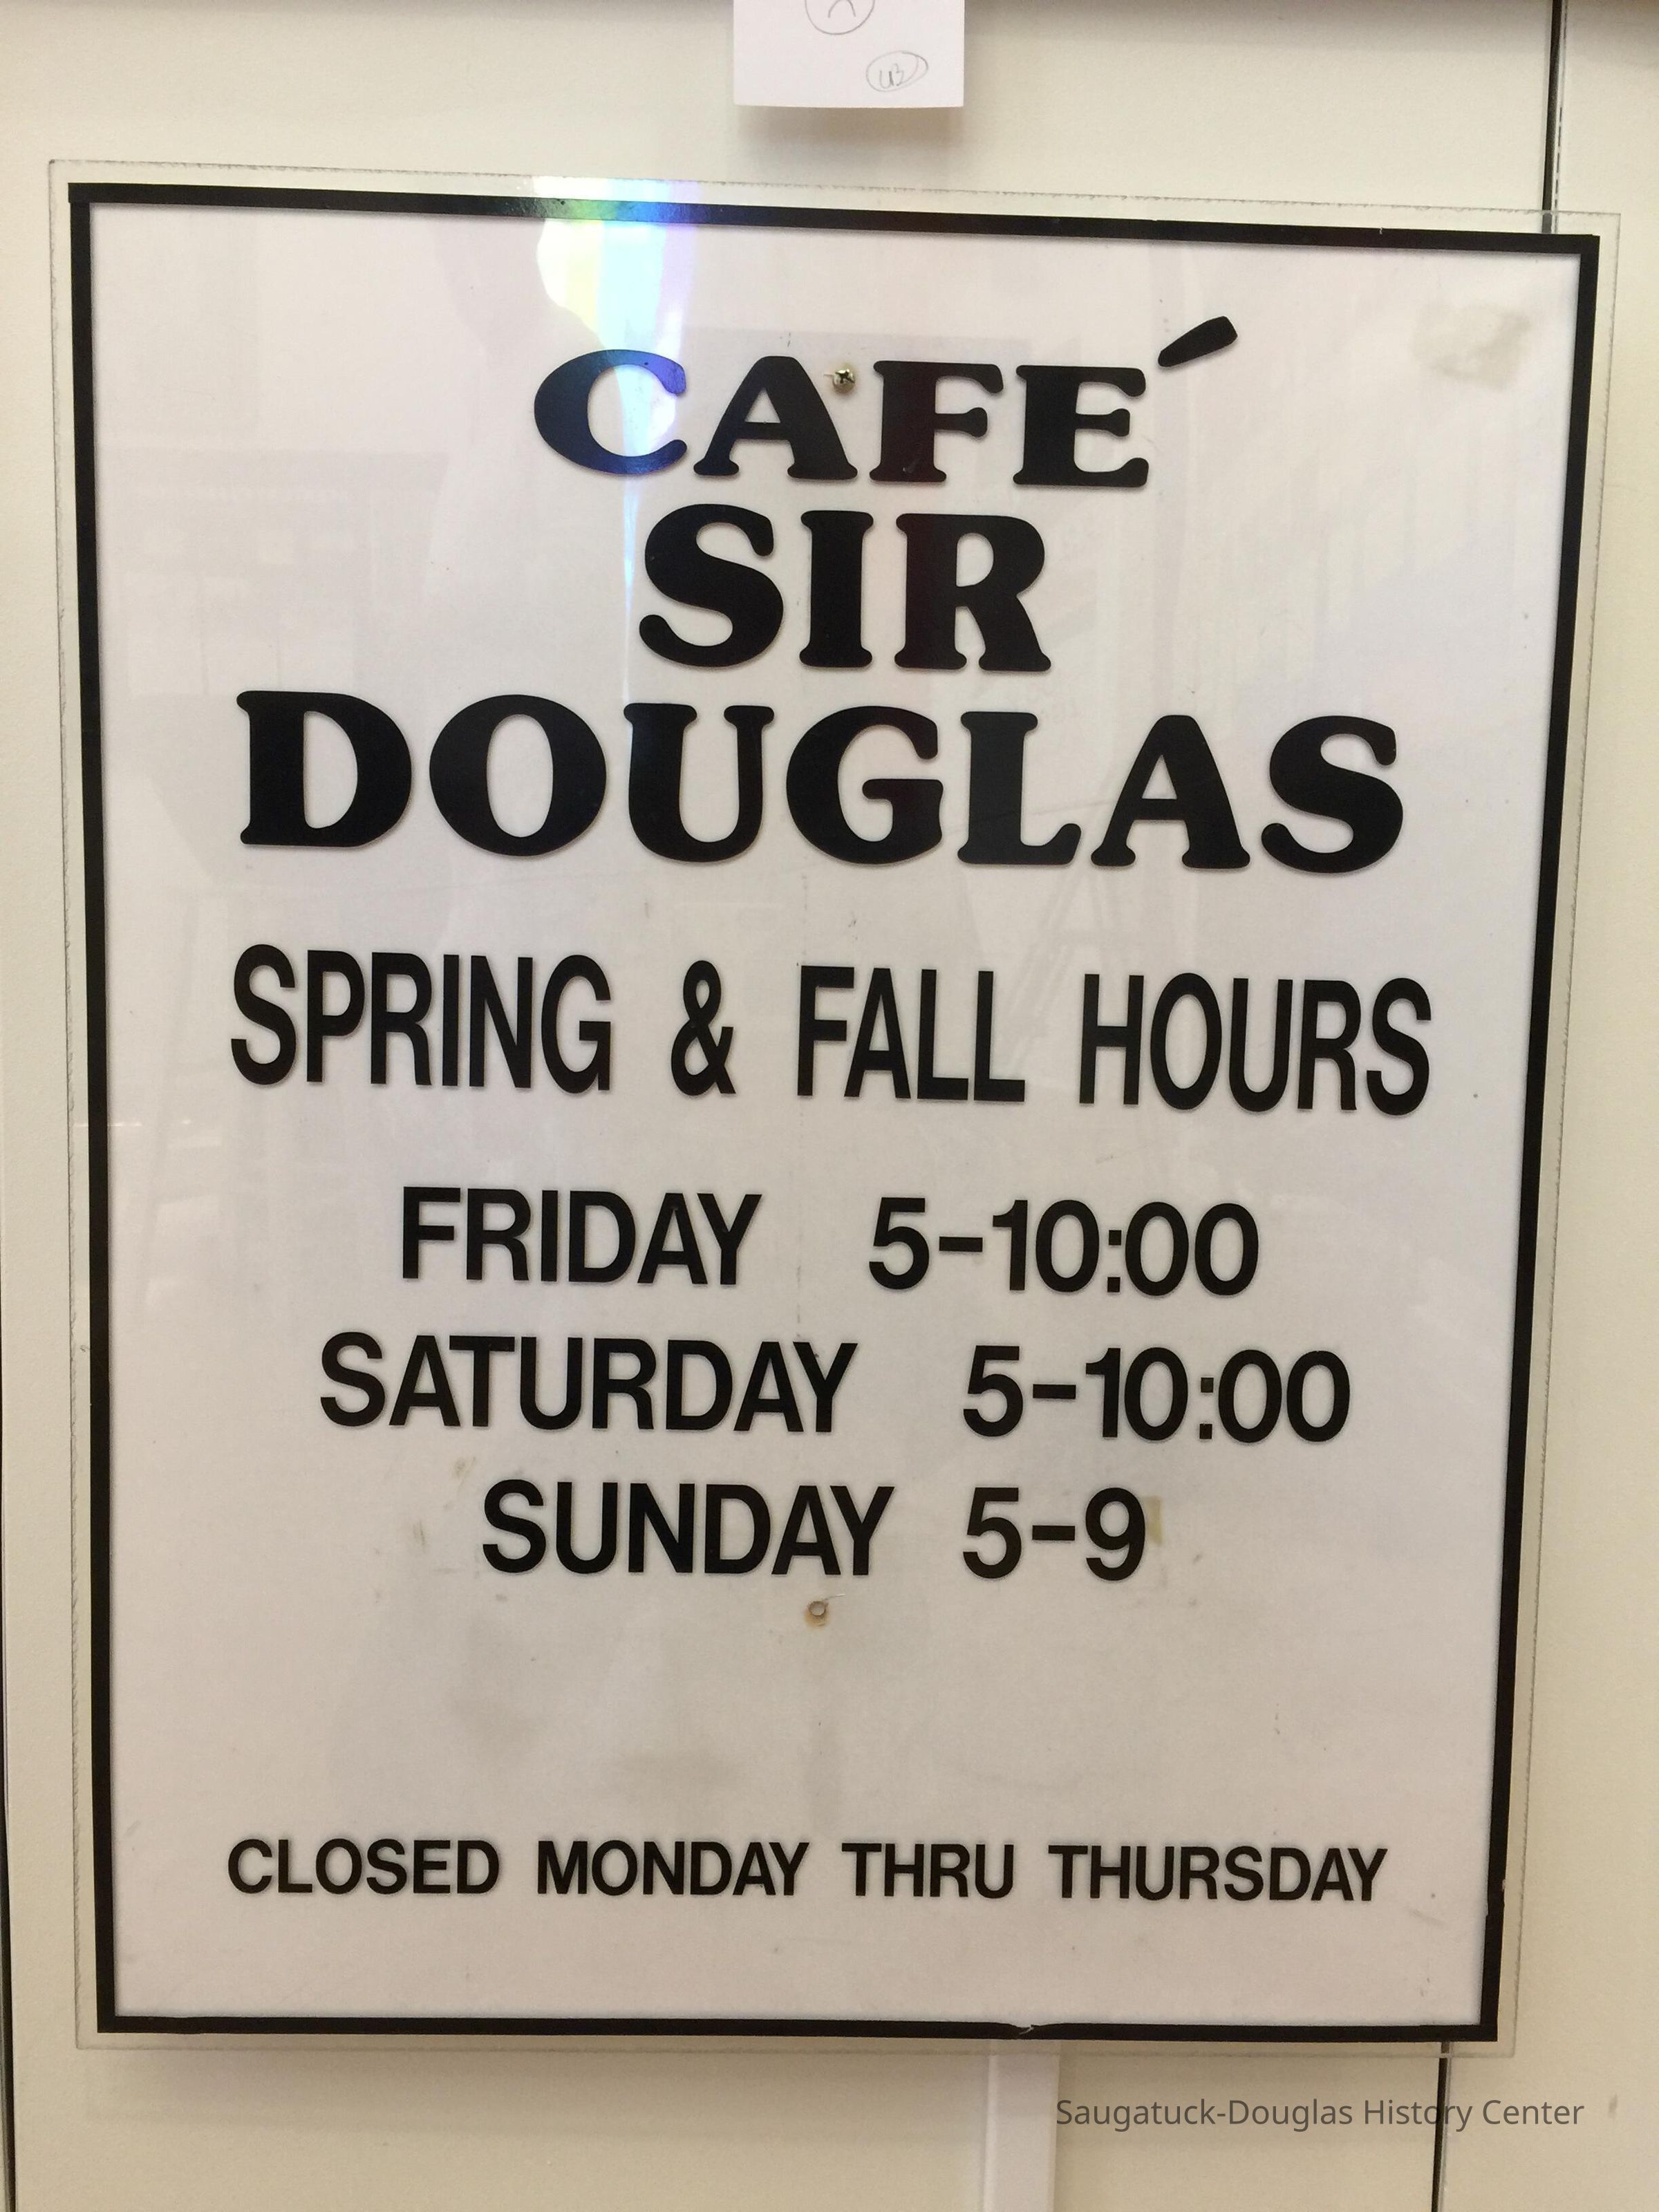 CAFÉ
SIR
DOUGLAS
SPRING & FALL HOURS
FRIDAY 5-10:00
SATURDAY 5-10:00
SUNDAY 5-9
CLOSED MONDAY THRU THURSDAY
Saugatuck-Douglas History Center